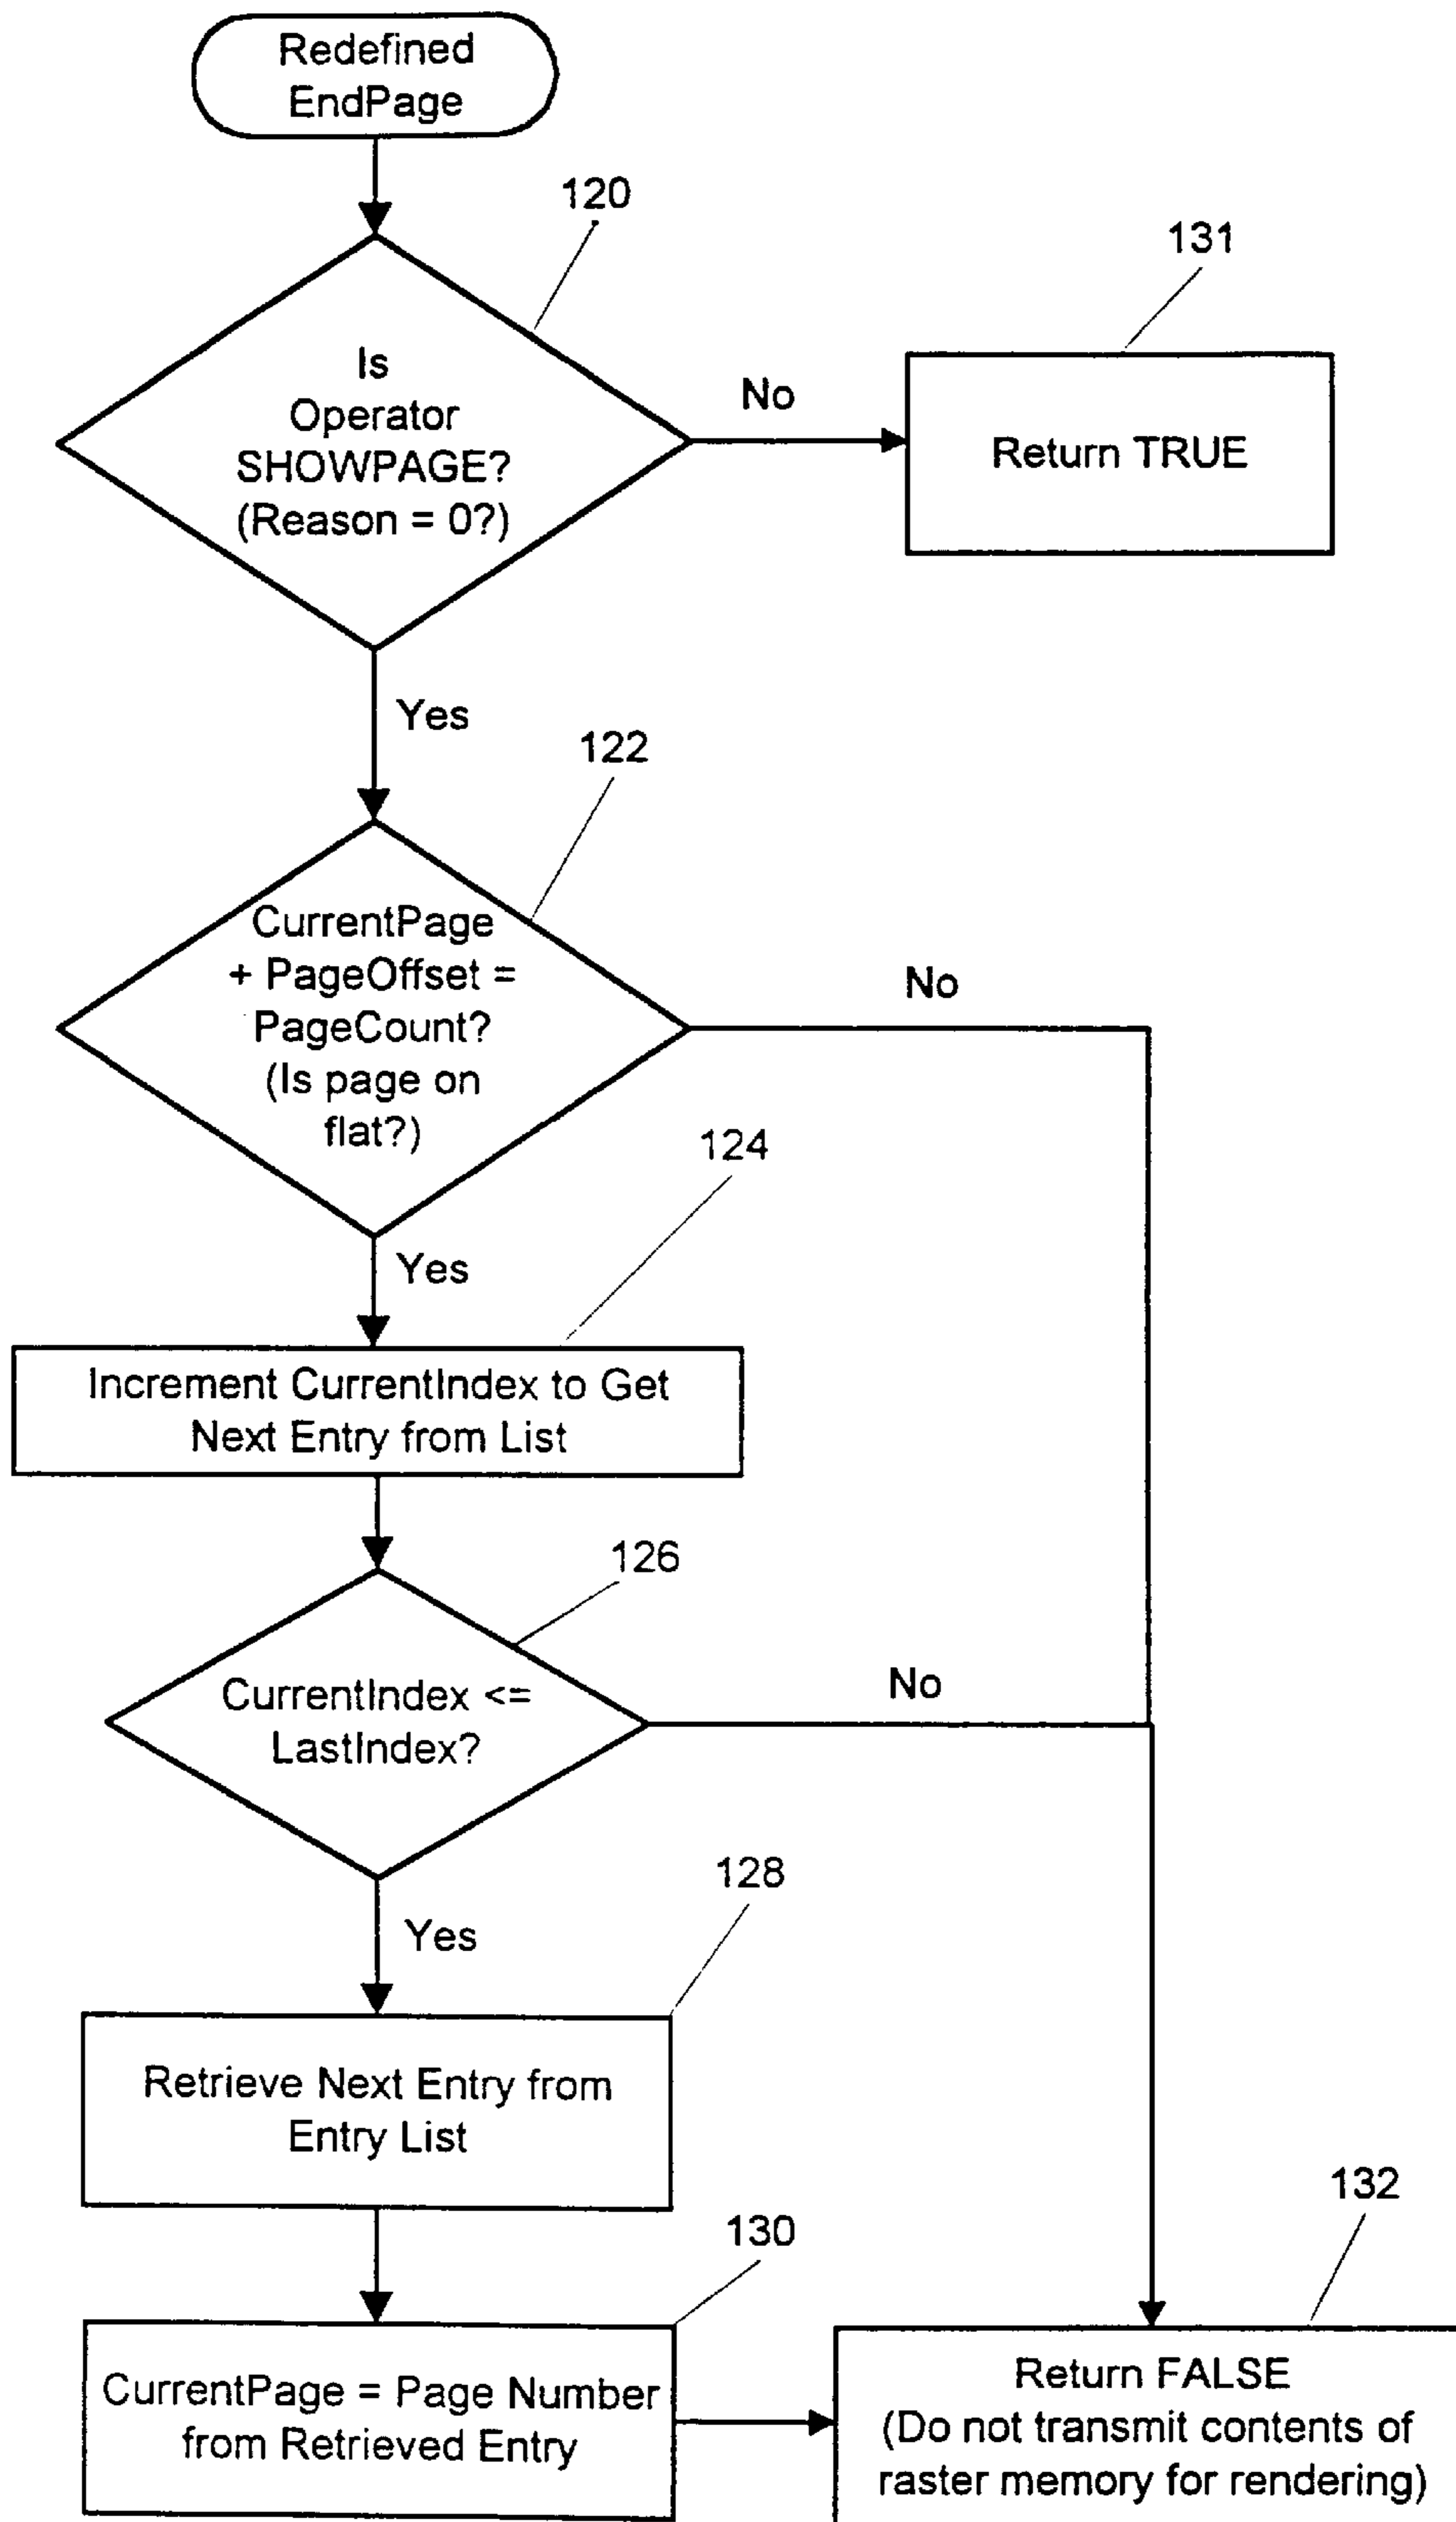 Redefined
EndPage
120
131
Is
Operator
SHOWPAGE?
(Reason = 0?)
No
Return TRUE
Yes
122
CurrentPage
+ PageOffset =
PageCount?
(Is page on
flat?)
No
124
Yes
Increment CurrentIndex to Get
Next Entry from List
126
CurrentIndex <=
LastIndex?
No
128
Yes
Retrieve Next Entry from
Entry List
132
130
CurrentPage = Page Number
from Retrieved Entry
Return FALSE
(Do not transmit contents of
raster memory for rendering)